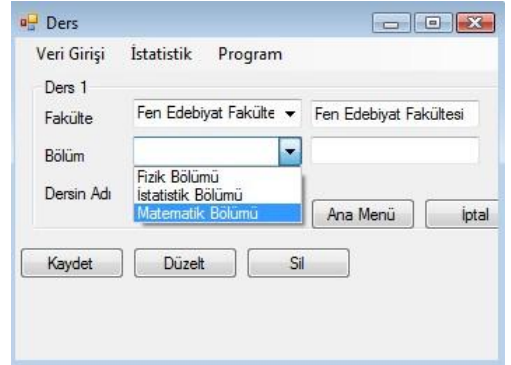 Ders
Veri Girişi İstatistik Program
Ders 1
Fakülte Fen Edebiyat Fakülte Fen Edebiyat Fakültesi
Bölüm
Fizik Bölümü
Dersin Adı İstatistik Bölümü
Matematik Bölümü Ana Menü İptal
Kaydet Düzelt Sil